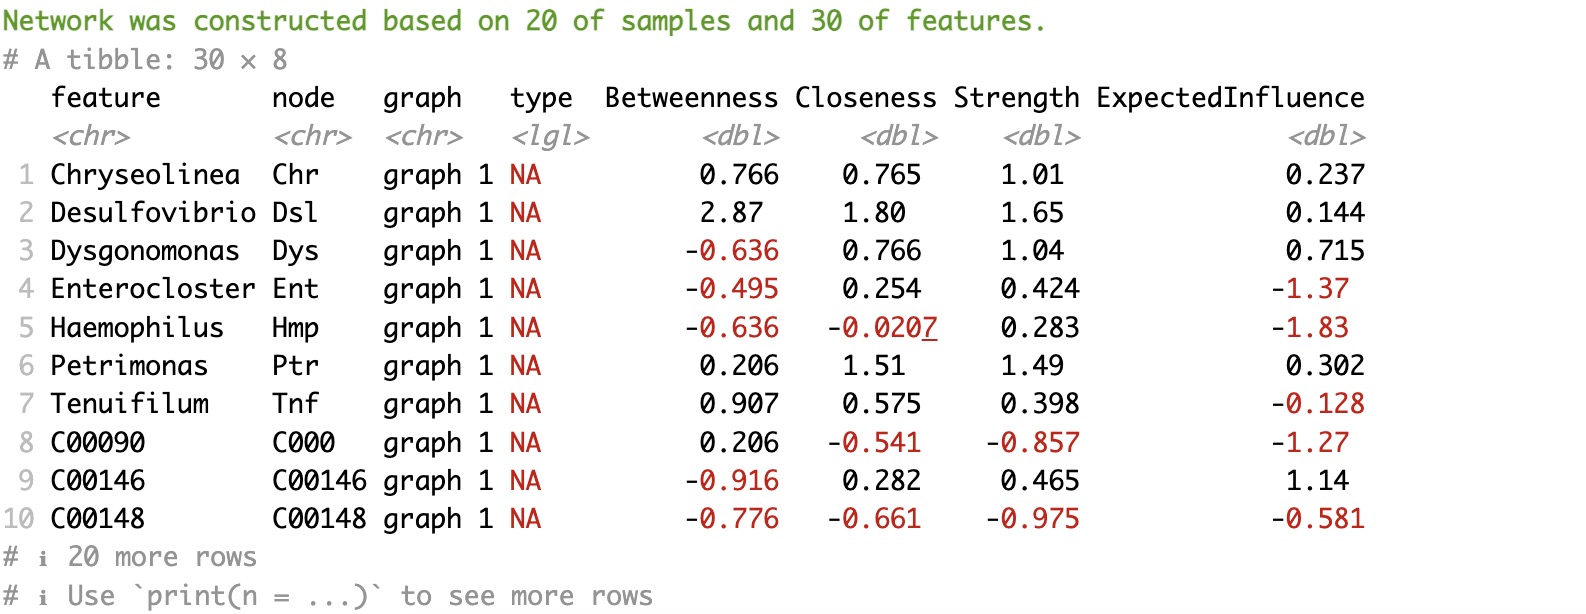 Network was constructed based on 20 of samples and 30 of features.
# A tibble: 30 × 8
   feature       node   graph   type  Betweenness Closeness Strength ExpectedInfluence
   <chr>         <chr>  <chr>   <lgl>       <dbl>     <dbl>    <dbl>             <dbl>
 1 Chryseolinea  Chr    graph 1 NA          0.766    0.765     1.01              0.237
 2 Desulfovibrio Dsl    graph 1 NA          2.87     1.80      1.65              0.144
 3 Dysgonomonas  Dys    graph 1 NA         -0.636    0.766     1.04              0.715
 4 Enterocloster Ent    graph 1 NA         -0.495    0.254     0.424            -1.37
 5 Haemophilus   Hmp    graph 1 NA         -0.636   -0.0207    0.283            -1.83
 6 Petrimonas    Ptr    graph 1 NA          0.206    1.51      1.49              0.302
 7 Tenuifilum    Tnf    graph 1 NA          0.907    0.575     0.398            -0.128
 8 C00090        C000   graph 1 NA          0.206   -0.541    -0.857            -1.27
 9 C00146        C00146 graph 1 NA         -0.916    0.282     0.465             1.14
10 C00148        C00148 graph 1 NA         -0.776   -0.661    -0.975            -0.581
# ℹ 20 more rows
# ℹ Use `print(n = ...)` to see more rows